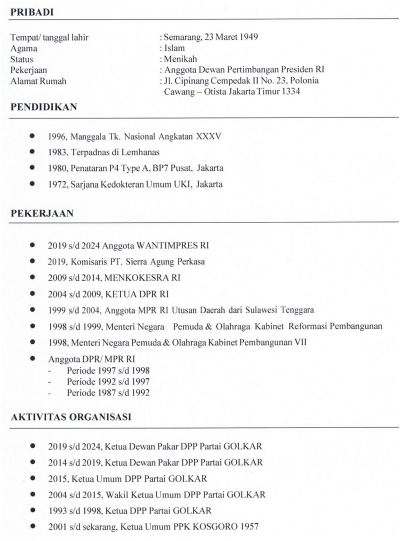 PRIBADI
Tempat/ tanggal lahir : Semarang, 23 Maret 1949
Agama : Islam
Status : Menikah
Pekerjaan : Anggota Dewan Pertimbangan Presiden RI
Alamat Rumah : Jl. Cipinang Cempedak II No. 23, Polonia
Cawang – Otista Jakarta Timur 1334
PENDIDIKAN
● 1996, Manggala Tk. Nasional Angkatan XXXV
● 1983, Terpadnas di Lemhanas
● 1980, Penataran P4 Type A, BP7 Pusat, Jakarta
● 1972, Sarjana Kedokteran Umum UKI, Jakarta
PEKERJAAN
● 2019 s/d 2024 Anggota WANTIMPRES RI
● 2019, Komisaris PT. Sierra Agung Perkasa
● 2009 s/d 2014, MENKOKESRA RI
● 2004 s/d 2009, KETUA DPR RI
● 1999 s/d 2004, Anggota MPR RI Utusan Daerah dari Sulawesi Tenggara
● 1998 s/d 1999, Menteri Negara Pemuda & Olahraga Kabinet Reformasi Pembangunan
● 1998, Menteri Negara Pemuda & Olahraga Kabinet Pembangunan VII
● Anggota DPR/ MPR RI
- Periode 1997 s/d 1998
- Periode 1992 s/d 1997
- Periode 1987 s/d 1992
AKTIVITAS ORGANISASI
● 2019 s/d 2024, Ketua Dewan Pakar DPP Partai GOLKAR
● 2014 s/d 2019, Ketua Dewan Pakar DPP Partai GOLKAR
● 2015, Ketua Umum DPP Partai GOLKAR
● 2004 s/d 2015, Wakil Ketua Umum DPP Partai GOLKAR
● 1993 s/d 1998, Ketua DPP Partai GOLKAR
● 2001 s/d sekarang, Ketua Umum PPK KOSGORO 1957